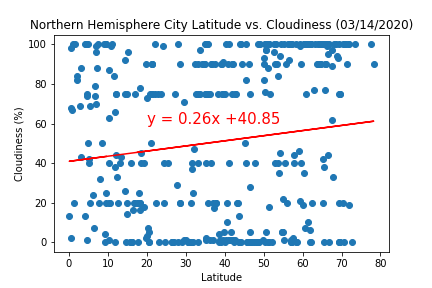 Northern Hemisphere City Latitude vs. Cloudiness (03/14/2020)
100
80
60
40
20
0
Cloudiness (%)
y = 0.26x +40.85
0 10 20 30 40 50 60 70 80
Latitude